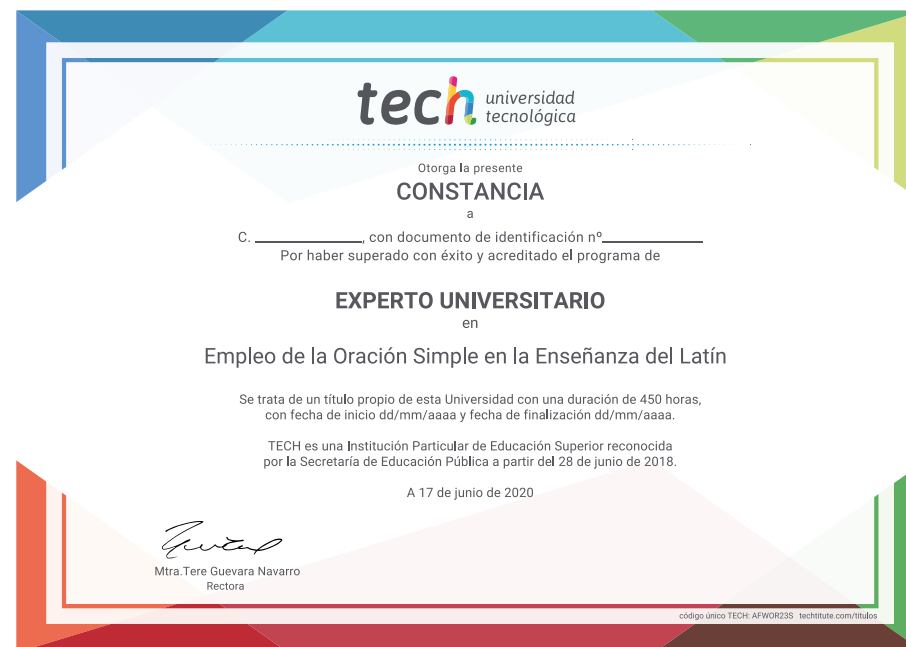 tech universidad
tecnológica
Otorga la presente
CONSTANCIA
a
C. ____________, con documento de identificación nº____________
Por haber superado con éxito y acreditado el programa de
EXPERTO UNIVERSITARIO
en
Empleo de la Oración Simple en la Enseñanza del Latín
Se trata de un título propio de esta Universidad con una duración de 450 horas,
con fecha de inicio dd/mm/aaaa y fecha de finalización dd/mm/aaaa.
TECH es una Institución Particular de Educación Superior reconocida
por la Secretaría de Educación Pública a partir del 28 de junio de 2018.
A 17 de junio de 2020
Mtra.Tere Guevara Navarro
Rectora
código único TECH: AFWOR23S techtitute.com/titulos